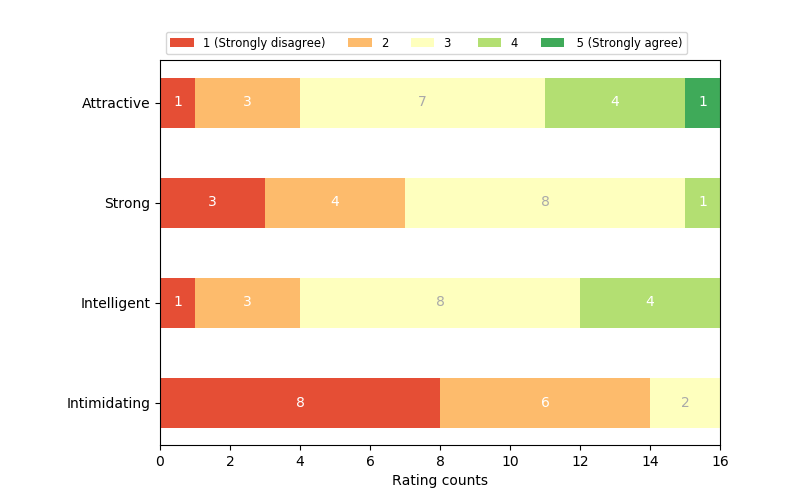 1 (Strongly disagree) 2 3 4 5 (Strongly agree)
Attractive 1 3 7 4 1
Strong 3 4 8 1
Intelligent 1 3 8 4
Intimidating 8 6 2
0 2 4 6 8 10 12 14 16
Rating counts